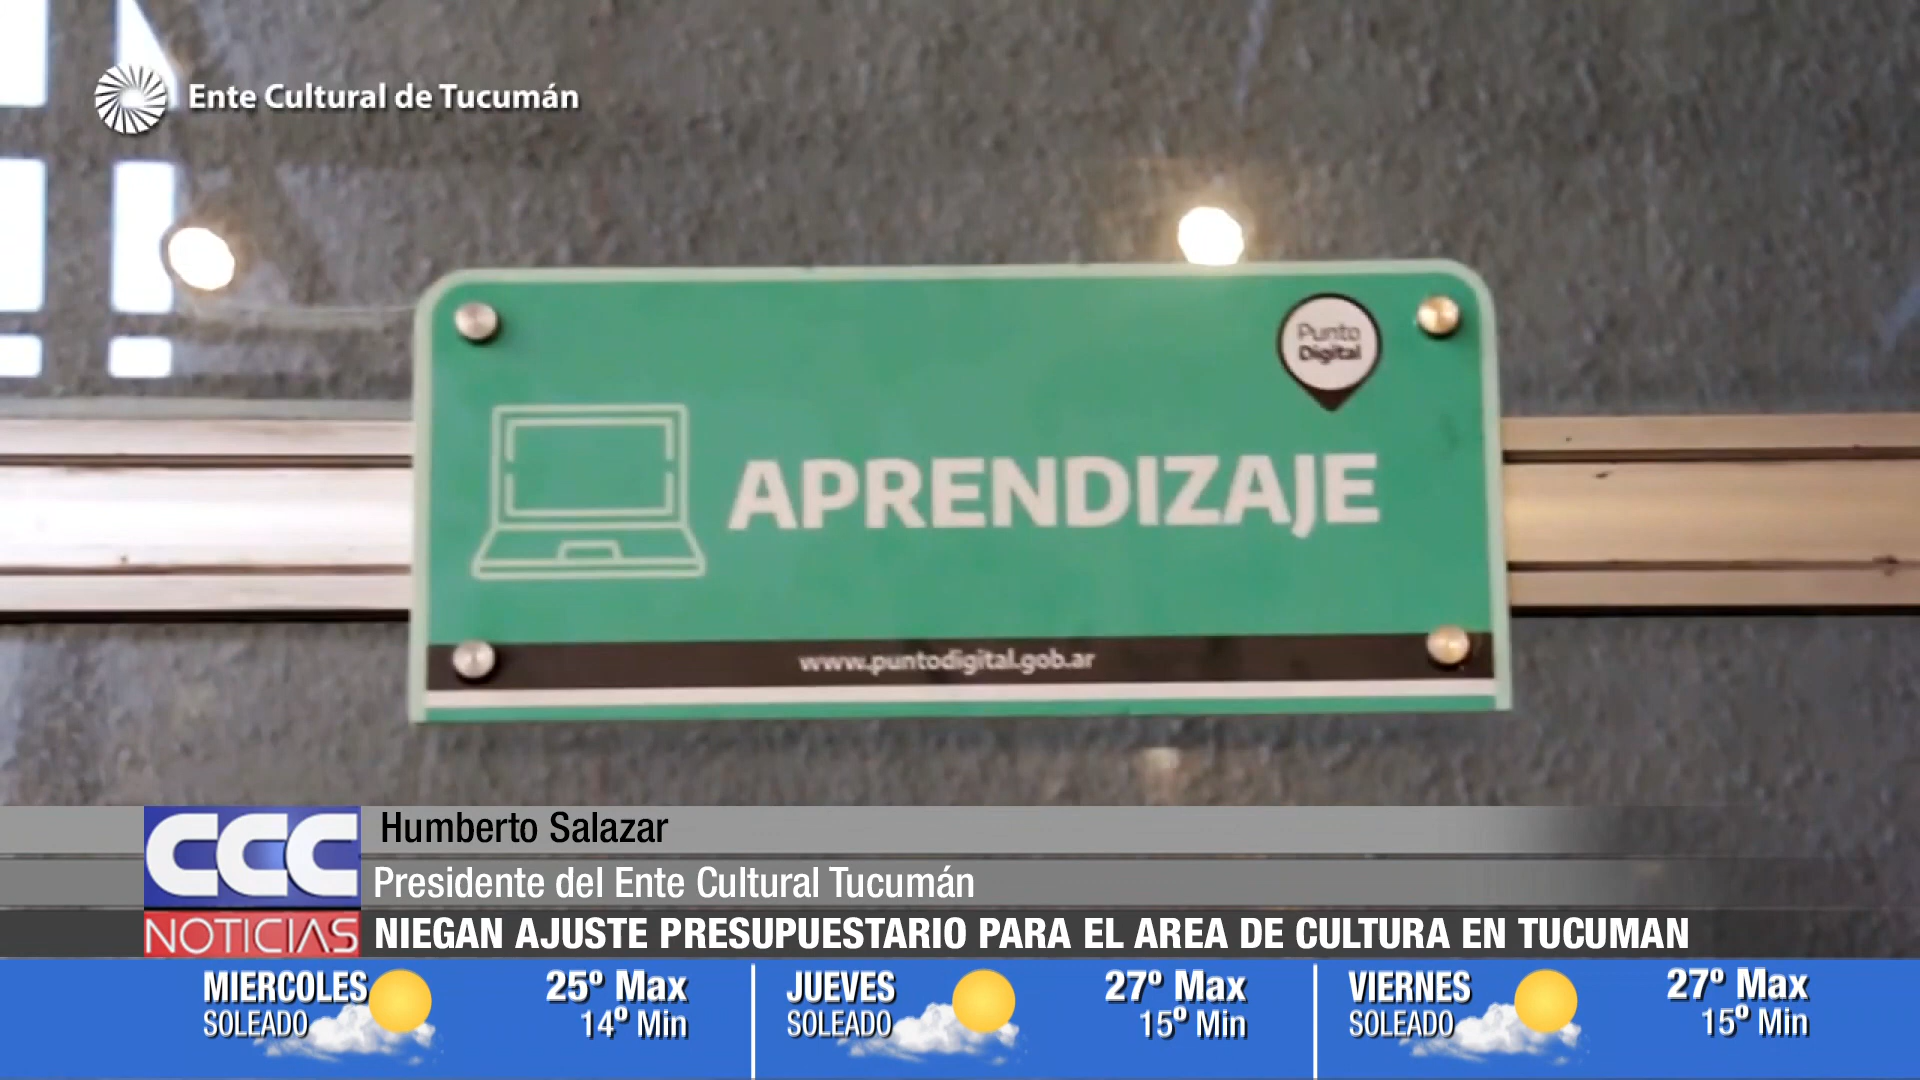 Ente Cultural de Tucumán
Punto
Digital
APRENDIZAJE
www.puntodigital.gob.ar
CCC
NOTICIAS
Humberto Salazar
Presidente del Ente Cultural Tucumán
NIEGAN AJUSTE PRESUPUESTARIO PARA EL AREA DE CULTURA EN TUCUMAN
MIERCOLES
SOLEADO
25º Max
14º Min
JUEVES
SOLEADO
27º Max
15º Min
VIERNES
SOLEADO
27º Max
15º Min